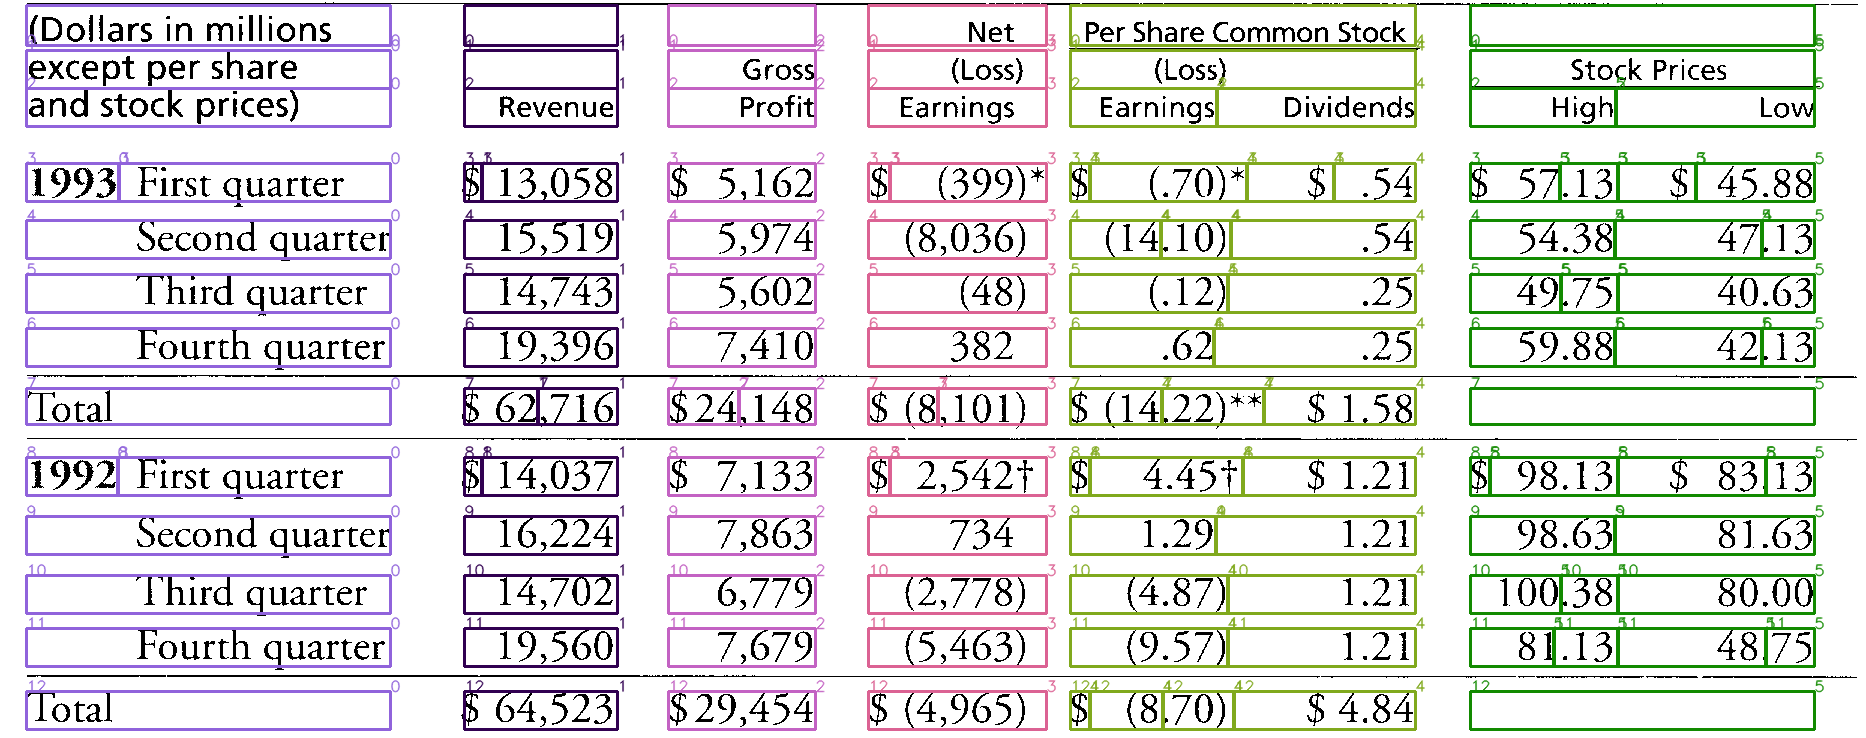 (Dollars in millions Net Per Share Common Stock
except per share Gross (Loss) (Loss) Stock Prices
and stock prices) Revenue Profit Earnings Earnings Dividends High Low
1993 First quarter $ 13,058 $ 5,162 $ (399)* $ (.70)* $ .54 $ 57.13 $ 45.88
Second quarter 15,519 5,974 (8,036) (14.10) .54 54.38 47.13
Third quarter 14,743 5,602 (48) (.12) .25 49.75 40.63
Fourth quarter 19,396 7,410 382 .62 .25 59.88 42.13
Total $ 62,716 $24,148 $ (8,101) $ (14.22)** $ 1.58
1992 First quarter $ 14,037 $ 7,133 $ 2,542† $ 4.45† $ 1.21 $ 98.13 $ 83.13
Second quarter 16,224 7,863 734 1.29 1.21 98.63 81.63
Third quarter 14,702 6,779 (2,778) (4.87) 1.21 100.38 80.00
Fourth quarter 19,560 7,679 (5,463) (9.57) 1.21 81.13 48.75
Total $ 64,523 $29,454 $ (4,965) $ (8.70) $ 4.84